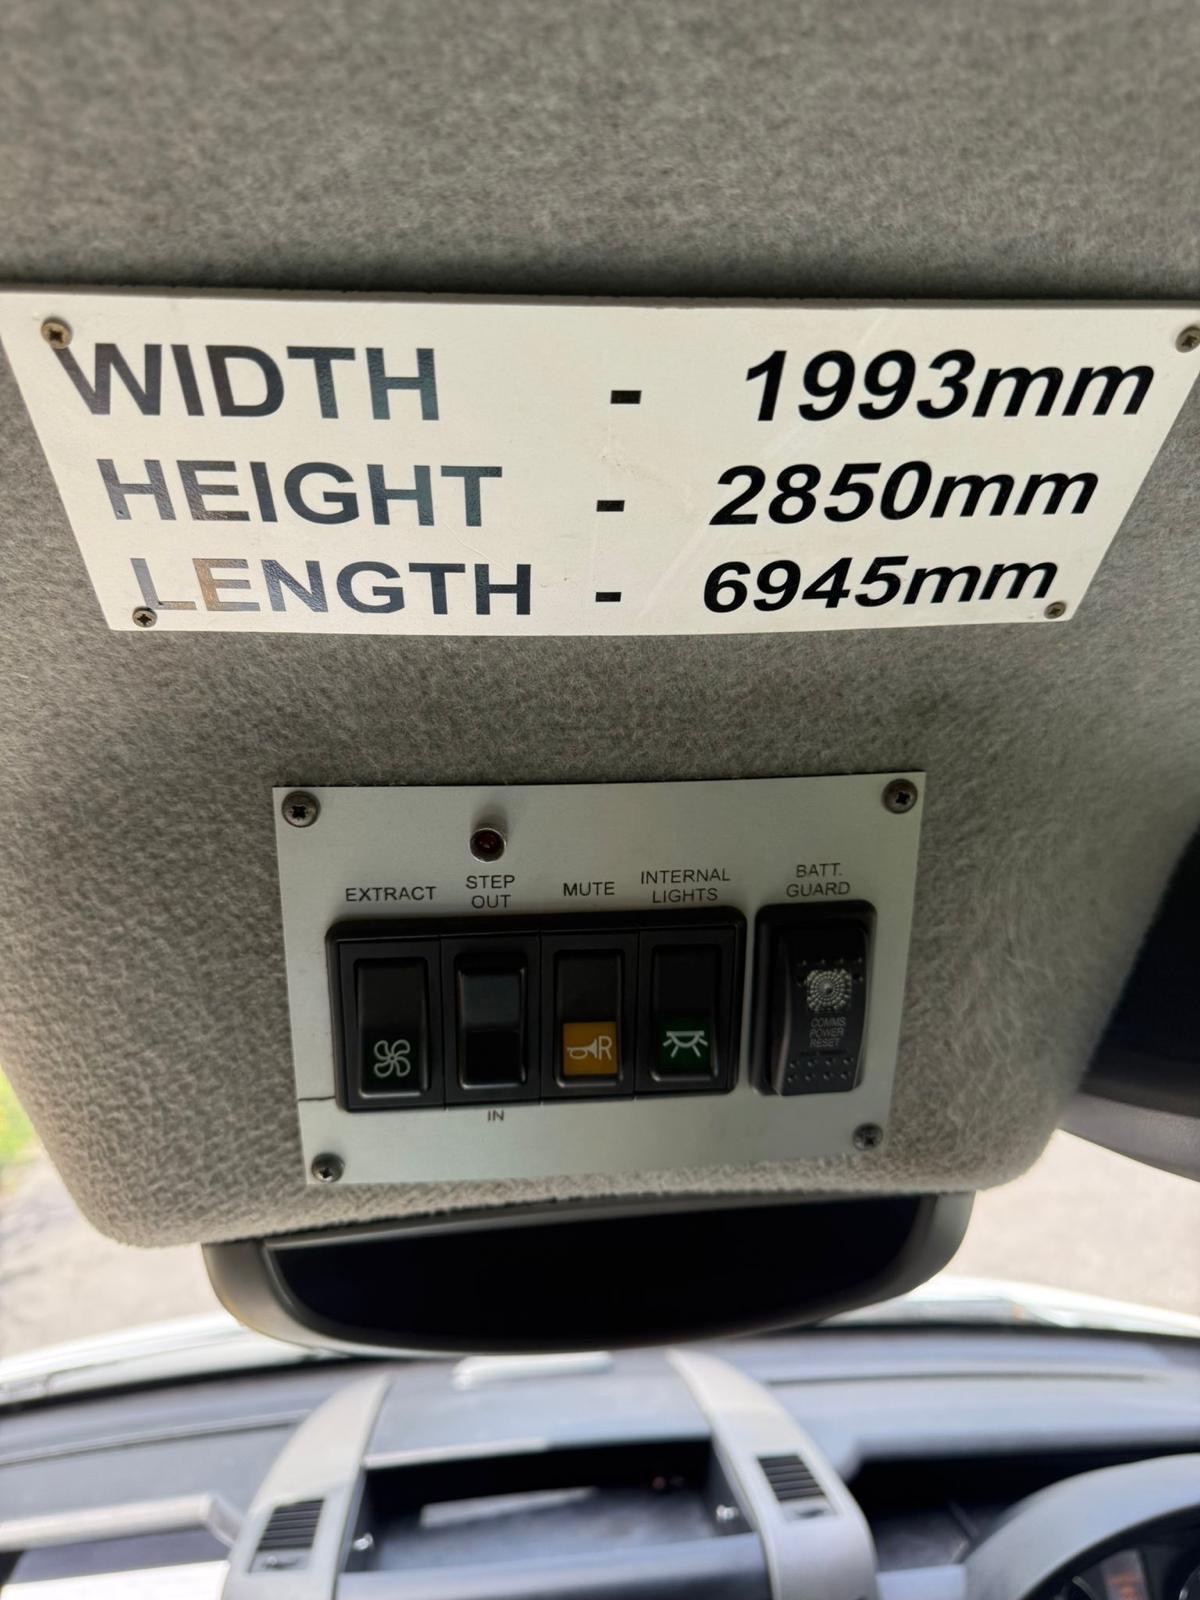 WIDTH - 1993mm
HEIGHT - 2850mm
LENGTH - 6945mm
EXTRACT
STEP
OUT
MUTE
INTERNAL
LIGHTS
BATT.
GUARD
R
COMMS
POWER
RESET
IN